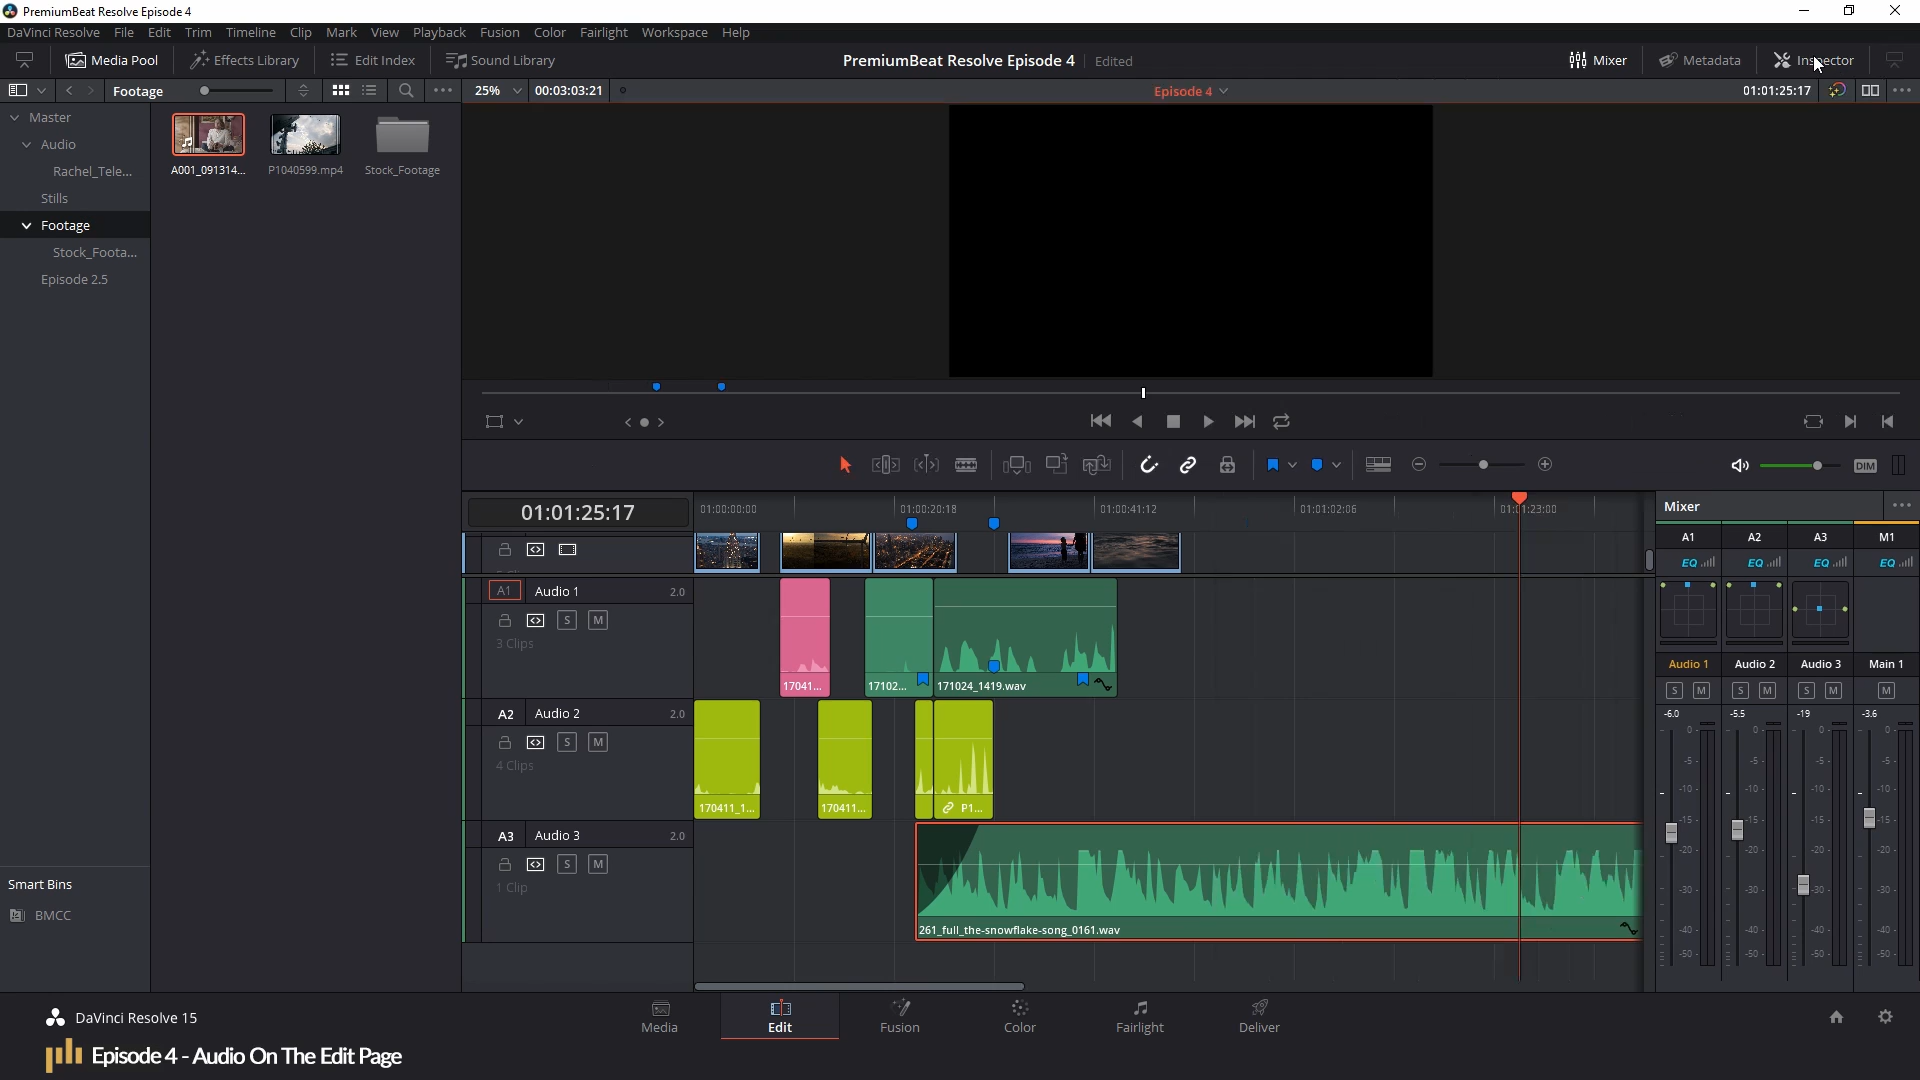 PremiumBeat Resolve Episode 4
DaVinci Resolve File Edit Trim Timeline Clip Mark View Playback Fusion Color Fairlight Workspace Help
Media Pool Effects Library Edit Index Sound Library PremiumBeat Resolve Episode 4 Edited Mixer Metadata Inspector
Footage 25% 00:03:03:21 Episode 4 01:01:25:17
Master
Audio
Rachel_Tele...
Stills
Footage
Stock_Foota...
Episode 2.5
A001_091314... P1040599.mp4 Stock_Footage
DIM
01:01:25:17 01:00:00:00 01:00:20:18 01:00:41:12 01:01:02:06 01:01:23:00
Mixer
A1 A2 A3 M1
EQ EQ EQ EQ
A1 Audio 1 2.0
S M
3 Clips
17041... 17102... 171024_1419.wav
Audio 1 Audio 2 Audio 3 Main 1
S M S M S M M
A2 Audio 2 2.0
S M
4 Clips
170411_1... 170411... P1...
-6.0 -5.5 -19 -3.6
0 0 0 0
-5 -5 -5 -5
-10 -10 -10 -10
-15 -15 -15 -15
-20 -20 -20 -20
-30 -30 -30 -30
-40 -40 -40 -40
-50 -50 -50 -50
A3 Audio 3 2.0
S M
1 Clip
261_full_the-snowflake-song_0161.wav
Smart Bins
BMCC
DaVinci Resolve 15
Media Edit Fusion Color Fairlight Deliver
Episode 4 - Audio On The Edit Page